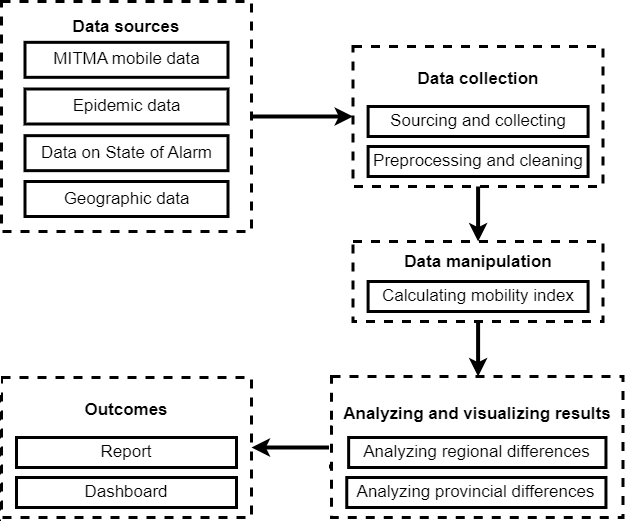 Data sources
MITMA mobile data
Epidemic data
Data on State of Alarm
Geographic data
Data collection
Sourcing and collecting
Preprocessing and cleaning
Data manipulation
Calculating mobility index
Analyzing and visualizing results
Analyzing regional differences
Analyzing provincial differences
Outcomes
Report
Dashboard